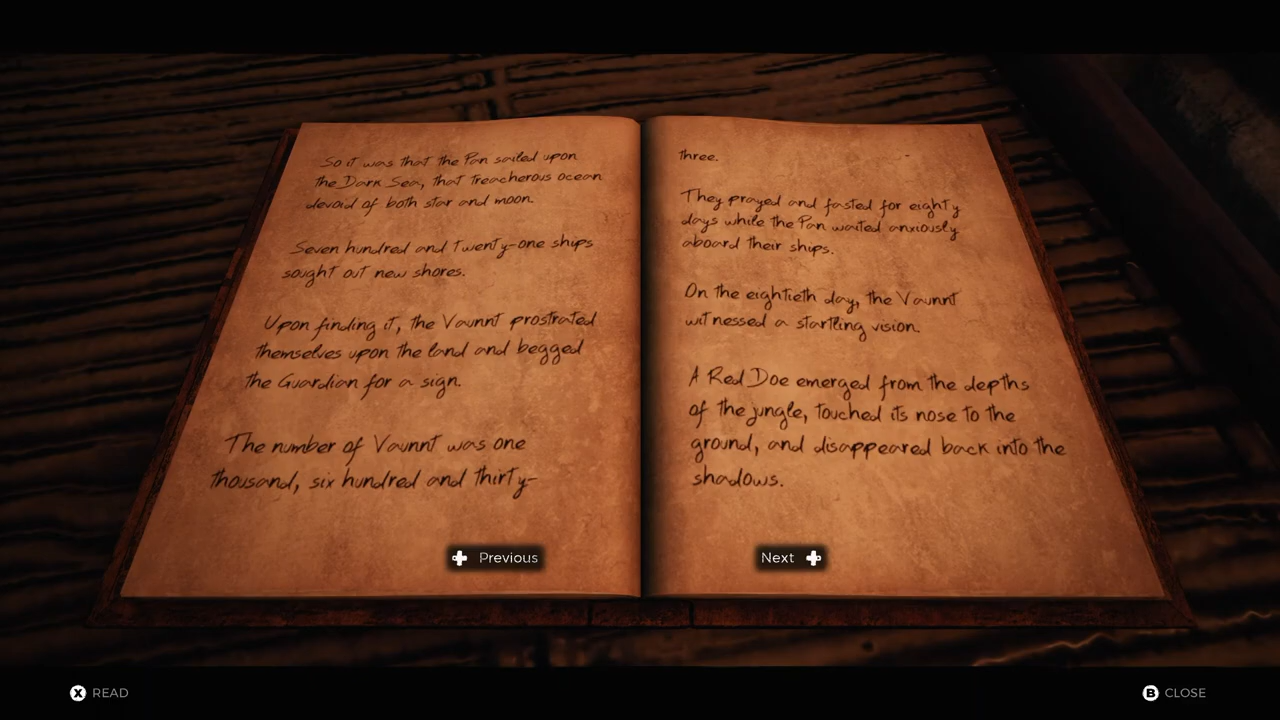 So it was that the Pan sailed upon
the Dark Sea, that treacherous ocean
devoid of both star and moon.
Seven hundred and twenty-one ships
sought out new shores.
Upon finding it, the Vaunnt prostrated
themselves upon the land and begged
the Guardian for a sign.
The number of Vaunnt was one
thousand, six hundred and thirty-
three.
They prayed and fasted for eighty
days while the Pan waited anxiously
aboard their ships.
On the eightieth day, the Vaunnt
witnessed a startling vision.
A Red Doe emerged from the depths
of the jungle, touched its nose to the
ground, and disappeared back into the
shadows.
Previous
Next
X READ
B CLOSE